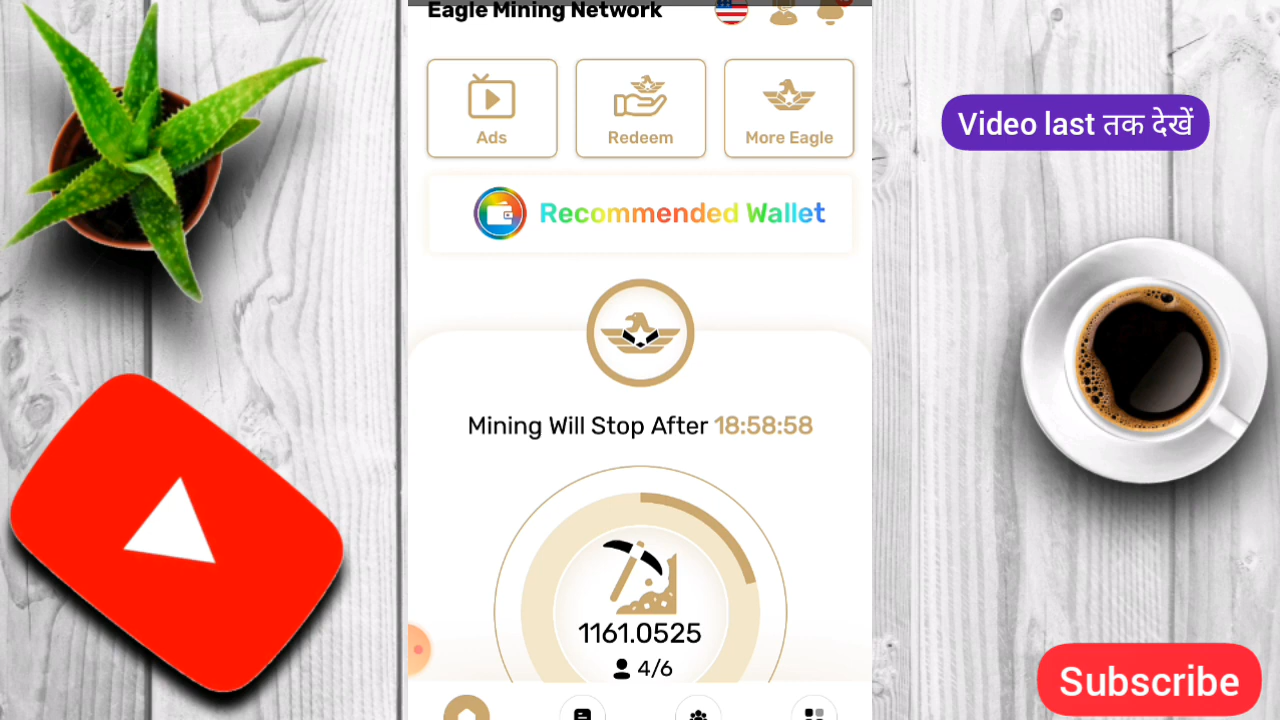 Eagle Mining Network
Ads
Redeem
More Eagle
Video last तक देखें
Recommended Wallet
Mining Will Stop After 18:58:58
1161.0525
4/6
Subscribe